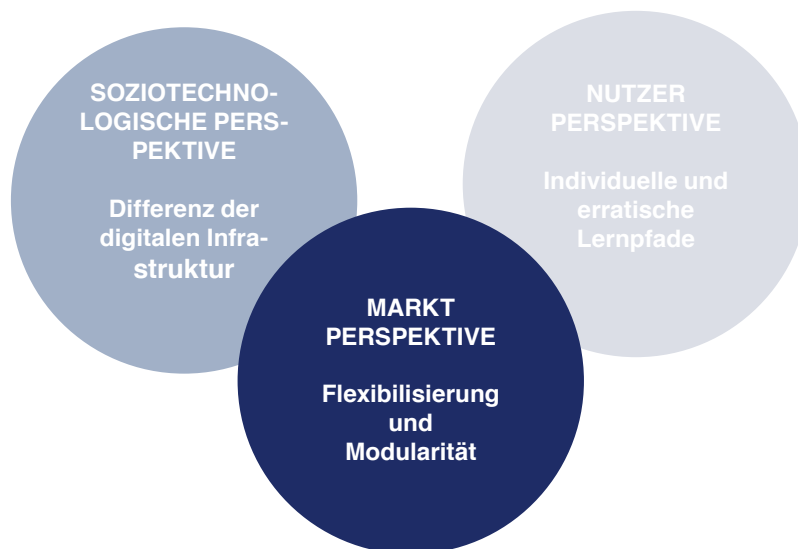 SOZIOTECHNO-
LOGISCHE PERS-
PEKTIVE
Differenz der
digitalen Infra-
struktur
NUTZER
PERSPEKTIVE
Individuelle und
erratische
Lernpfade
MARKT
PERSPEKTIVE
Flexibilisierung
und
Modularität